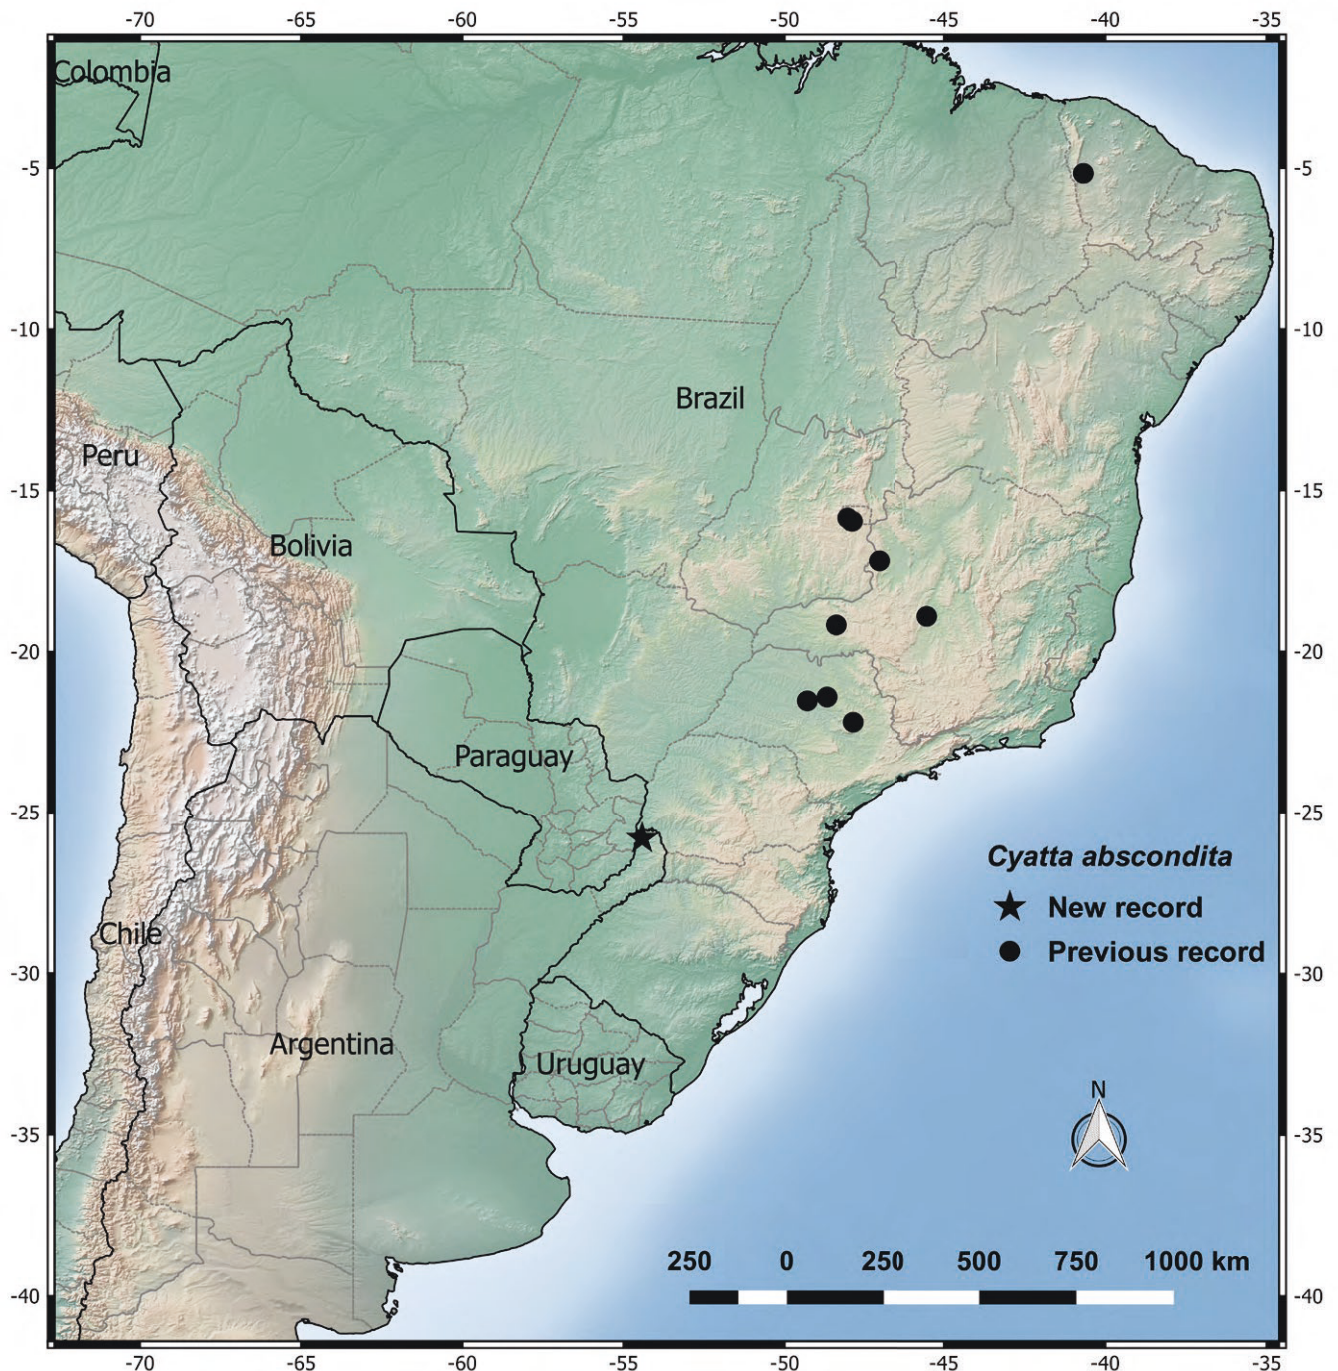 -70 -65 -60 -55 -50 -45 -40 -35
Colombia
-5 -5
-10 -10
Brazil
Peru
-15 -15
Bolivia
-20 -20
Paraguay
-25 -25
Cyatta abscondita
New record
Previous record
Chile
-30 -30
Argentina
Uruguay
N
-35 -35
250 0 250 500 750 1000 km
-40 -40
-70 -65 -60 -55 -50 -45 -40 -35